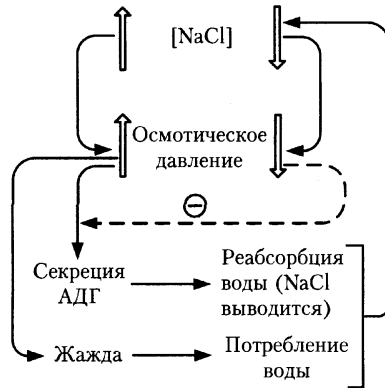 [NaCl]
Осмотическое
давление
−
Секреция
АДГ
Реабсорбция
воды (NaCl
выводится)
Жажда
Потребление
воды